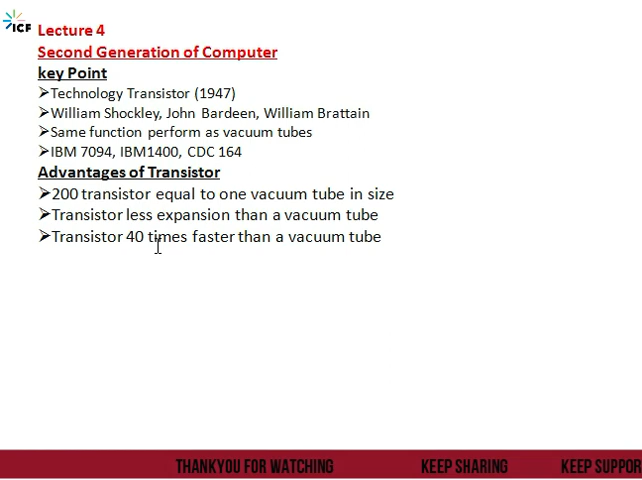 ICF
Lecture 4
Second Generation of Computer
key Point
➢Technology Transistor (1947)
➢William Shockley, John Bardeen, William Brattain
➢Same function perform as vacuum tubes
➢IBM 7094, IBM1400, CDC 164
Advantages of Transistor
➢200 transistor equal to one vacuum tube in size
➢Transistor less expansion than a vacuum tube
➢Transistor 40 times faster than a vacuum tube
THANKYOU FOR WATCHING KEEP SHARING KEEP SUPPOR